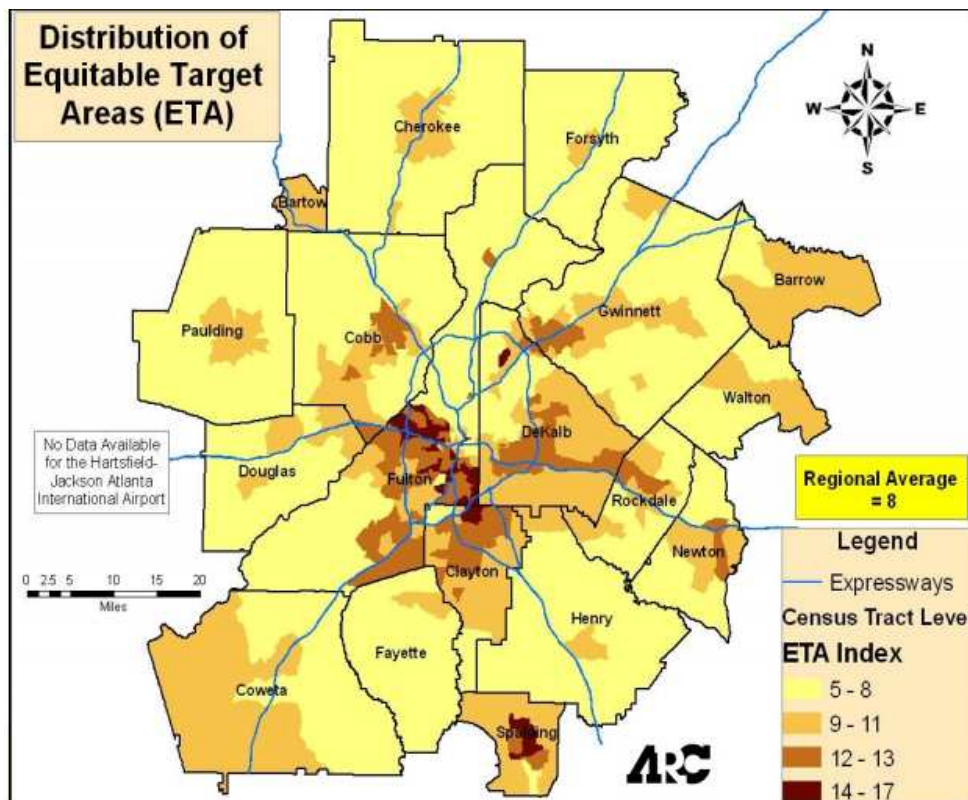 Distribution of
Equitable Target
Areas (ETA)
N
W
E
S
Cherokee
Forsyth
Bartow
Barrow
Gwinnett
Paulding
Cobb
Walton
DeKalb
No Data Available
for the Hartsfield-
Jackson Atlanta
International Airport
Douglas
Fulton
Rockdale
Regional Average
= 8
Newton
Legend
Expressways
Census Tract Leve
ETA Index
5 - 8
9 - 11
12 - 13
14 - 17
Clayton
0 2.5 5 10 15 20
Miles
Henry
Fayette
Coweta
Spalding
ARC